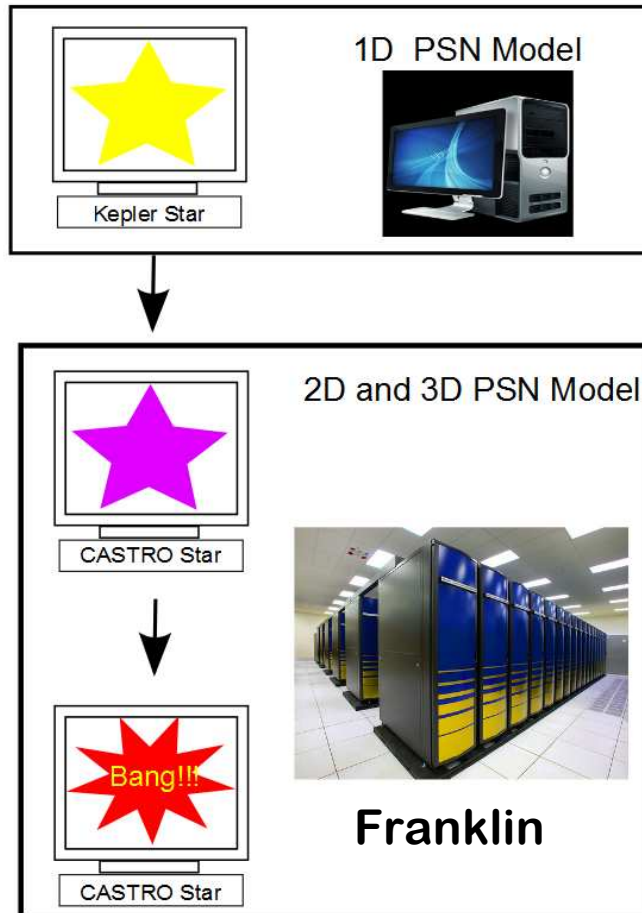 1D PSN Model
Kepler Star
2D and 3D PSN Model
CASTRO Star
Bang!!!
Franklin
CASTRO Star